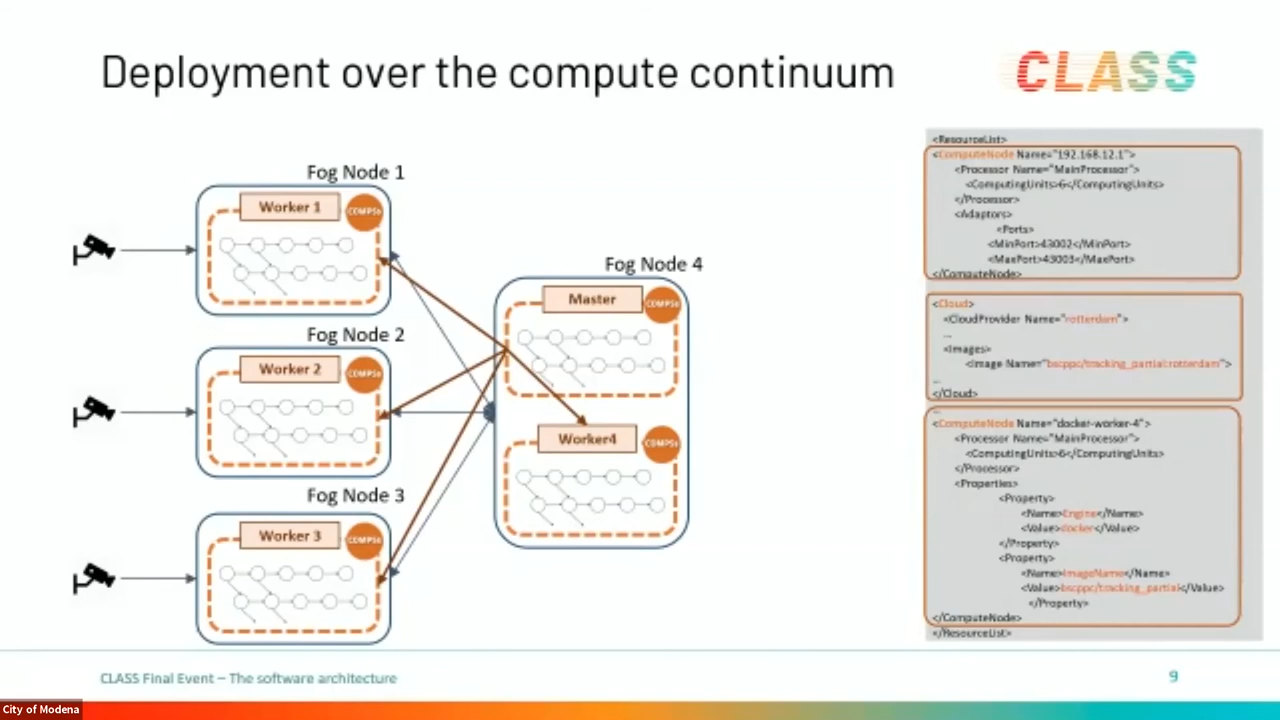 Deployment over the compute continuum
CLASS
Fog Node 1
Worker 1
COMPSs
Fog Node 2
Worker 2
COMPSs
Fog Node 3
Worker 3
COMPSs
Fog Node 4
Master
COMPSs
Worker4
COMPSs
<ResourceList>
<ComputeNode Name="192.168.12.1">
<Processor Name="MainProcessor">
<ComputingUnits>6</ComputingUnits>
</Processor>
<Adaptors>
<Ports>
<MinPort>43002</MinPort>
<MaxPort>43003</MaxPort>
</ComputeNode>
<Cloud>
<CloudProvider Name="rotterdam">
...
<Images>
<Image Name="bscppc/tracking_partial:rotterdam">
...
</Cloud>
...
<ComputeNode Name="docker-worker-4">
<Processor Name="MainProcessor">
<ComputingUnits>6</ComputingUnits>
</Processor>
<Properties>
<Property>
<Name>Engine</Name>
<Value>docker</Value>
</Property>
<Property>
<Name>ImageName</Name>
<Value>bscppc/tracking_partial</Value>
</Property>
</ComputeNode>
</ResourceList>
CLASS Final Event – The software architecture
9
City of Modena